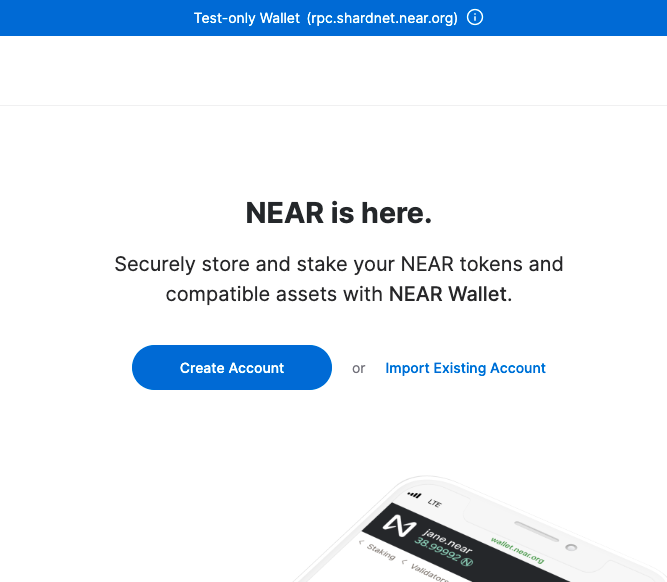 Test-only Wallet (rpc.shardnet.near.org)
NEAR is here.
Securely store and stake your NEAR tokens and
compatible assets with NEAR Wallet.
Create Account or Import Existing Account
LTE
jane.near
38.99992
wallet.near.org
< Staking < Validators